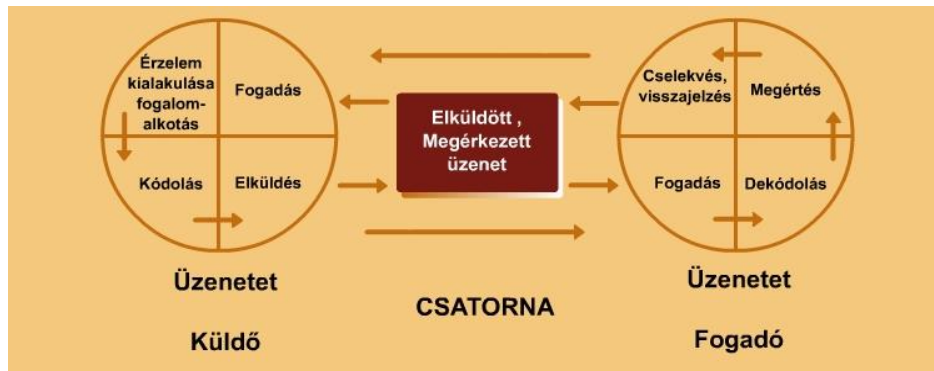 Érzelem
kialakulása
fogalom-
alkotás
Fogadás
Kódolás
Elküldés
Üzenetet
Küldő
Elküldött ,
Megérkezett
üzenet
CSATORNA
Cselekvés,
visszajelzés
Megértés
Fogadás
Dekódolás
Üzenetet
Fogadó